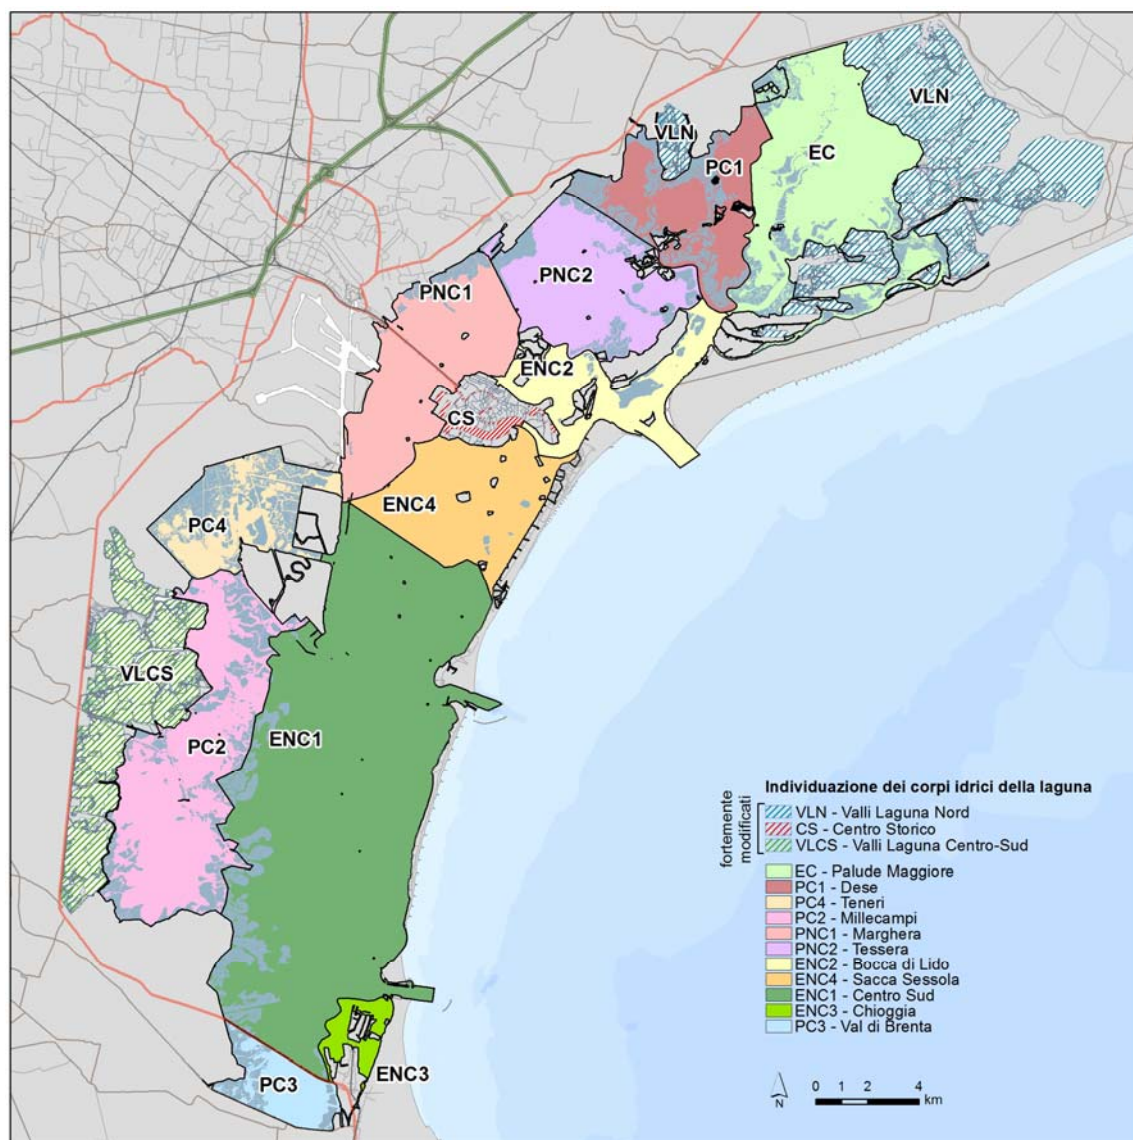 VLN
VLN
EC
PC1
PNC2
PNC1
ENC2
CS
ENC4
PC4
VLCS
PC2
ENC1
PC3
ENC3
Individuazione dei corpi idrici della laguna
fortemente
modificati
VLN - Valli Laguna Nord
CS - Centro Storico
VLCS - Valli Laguna Centro-Sud
EC - Palude Maggiore
PC1 - Dese
PC4 - Teneri
PC2 - Millecampi
PNC1 - Marghera
PNC2 - Tessera
ENC2 - Bocca di Lido
ENC4 - Sacca Sessola
ENC1 - Centro Sud
ENC3 - Chioggia
PC3 - Val di Brenta
N
0 1 2 4
km